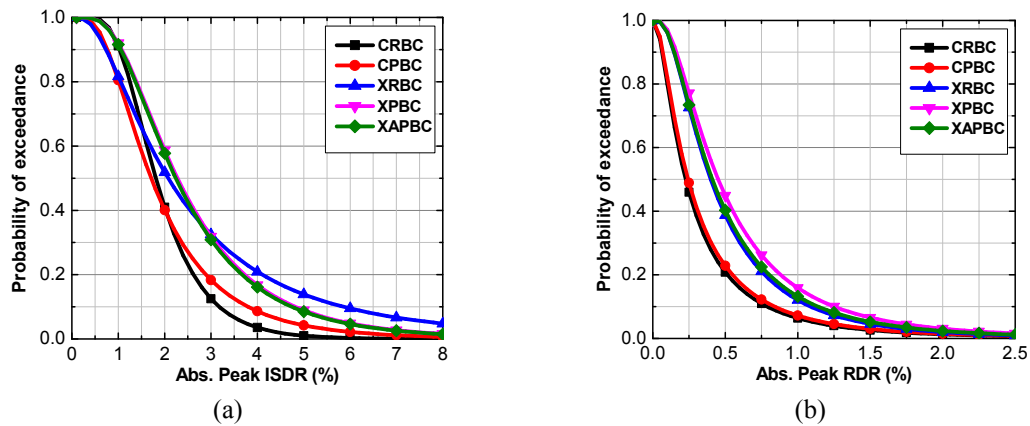 1.0
0.8
0.6
0.4
0.2
0.0
Probability of exceedance
0 1 2 3 4 5 6 7 8
Abs. Peak ISDR (%)
CRBC
CPBC
XRBC
XPBC
XAPBC
(a)
1.0
0.8
0.6
0.4
0.2
0.0
Probability of exceedance
0.0 0.5 1.0 1.5 2.0 2.5
Abs. Peak RDR (%)
CRBC
CPBC
XRBC
XPBC
XAPBC
(b)